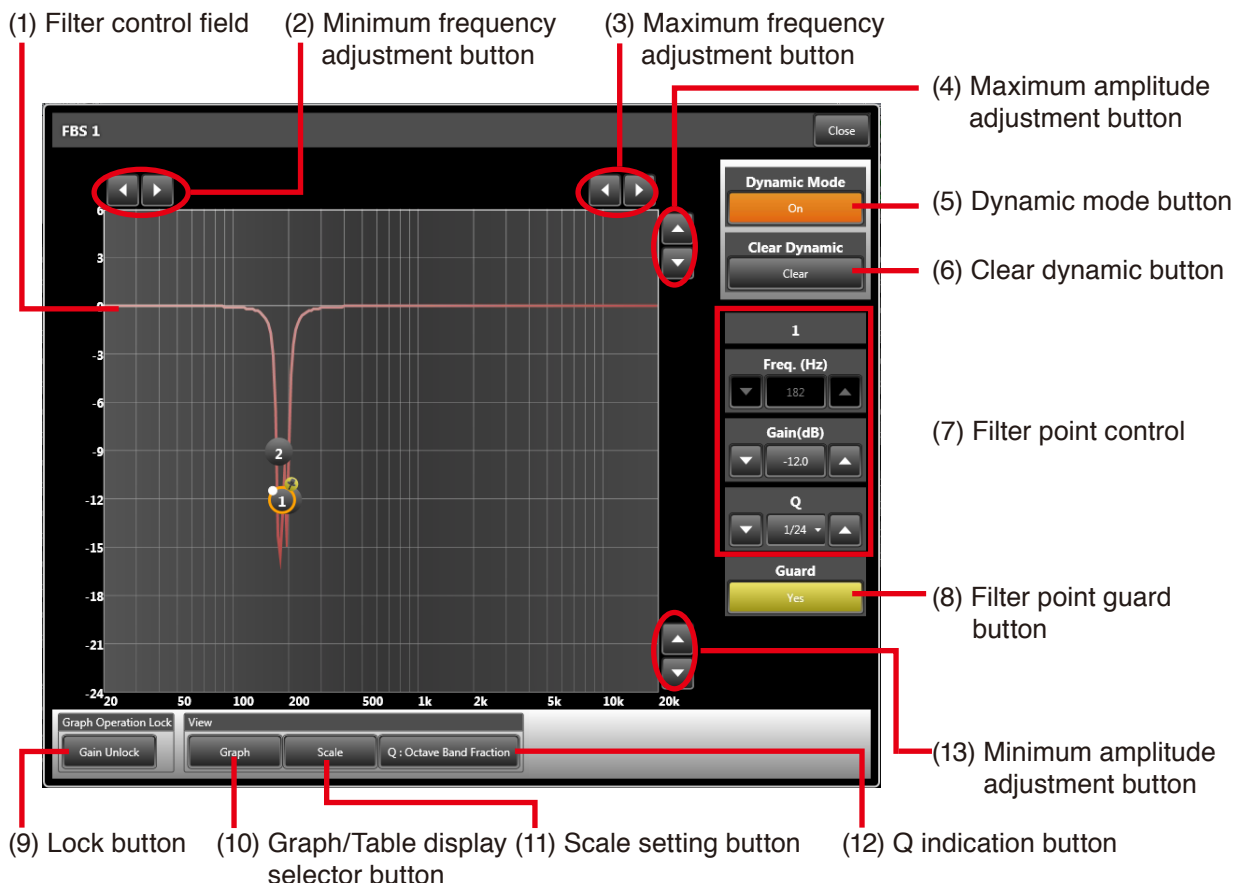 (1) Filter control field
(2) Minimum frequency
adjustment button
(3) Maximum frequency
adjustment button
(4) Maximum amplitude
adjustment button
FBS 1
Close
Dynamic Mode
On
(5) Dynamic mode button
Clear Dynamic
Clear
(6) Clear dynamic button
6
3
0
-3
-6
-9
-12
-15
-18
-21
-24
2
1
1
Freq. (Hz)
182
Gain(dB)
-12.0
Q
1/24
(7) Filter point control
Guard
Yes
(8) Filter point guard
button
20 50 100 200 500 1k 2k 5k 10k 20k
Graph Operation Lock
View
Gain Unlock
Graph
Scale
Q : Octave Band Fraction
(13) Minimum amplitude
adjustment button
(9) Lock button
(10) Graph/Table display
selector button
(11) Scale setting button
(12) Q indication button